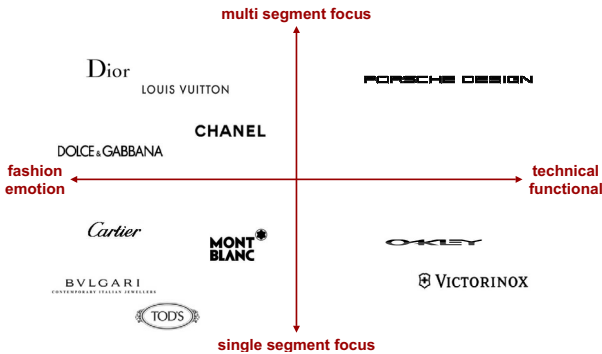 multi segment focus
Dior
LOUIS VUITTON
PORSCHE DESIGN
CHANEL
DOLCE & GABBANA
fashion
emotion
technical
functional
Cartier
MONT
BLANC
OAKLEY
BVLGARI
CONTEMPORARY ITALIAN JEWELLERS
VICTORINOX
TOD'S
single segment focus